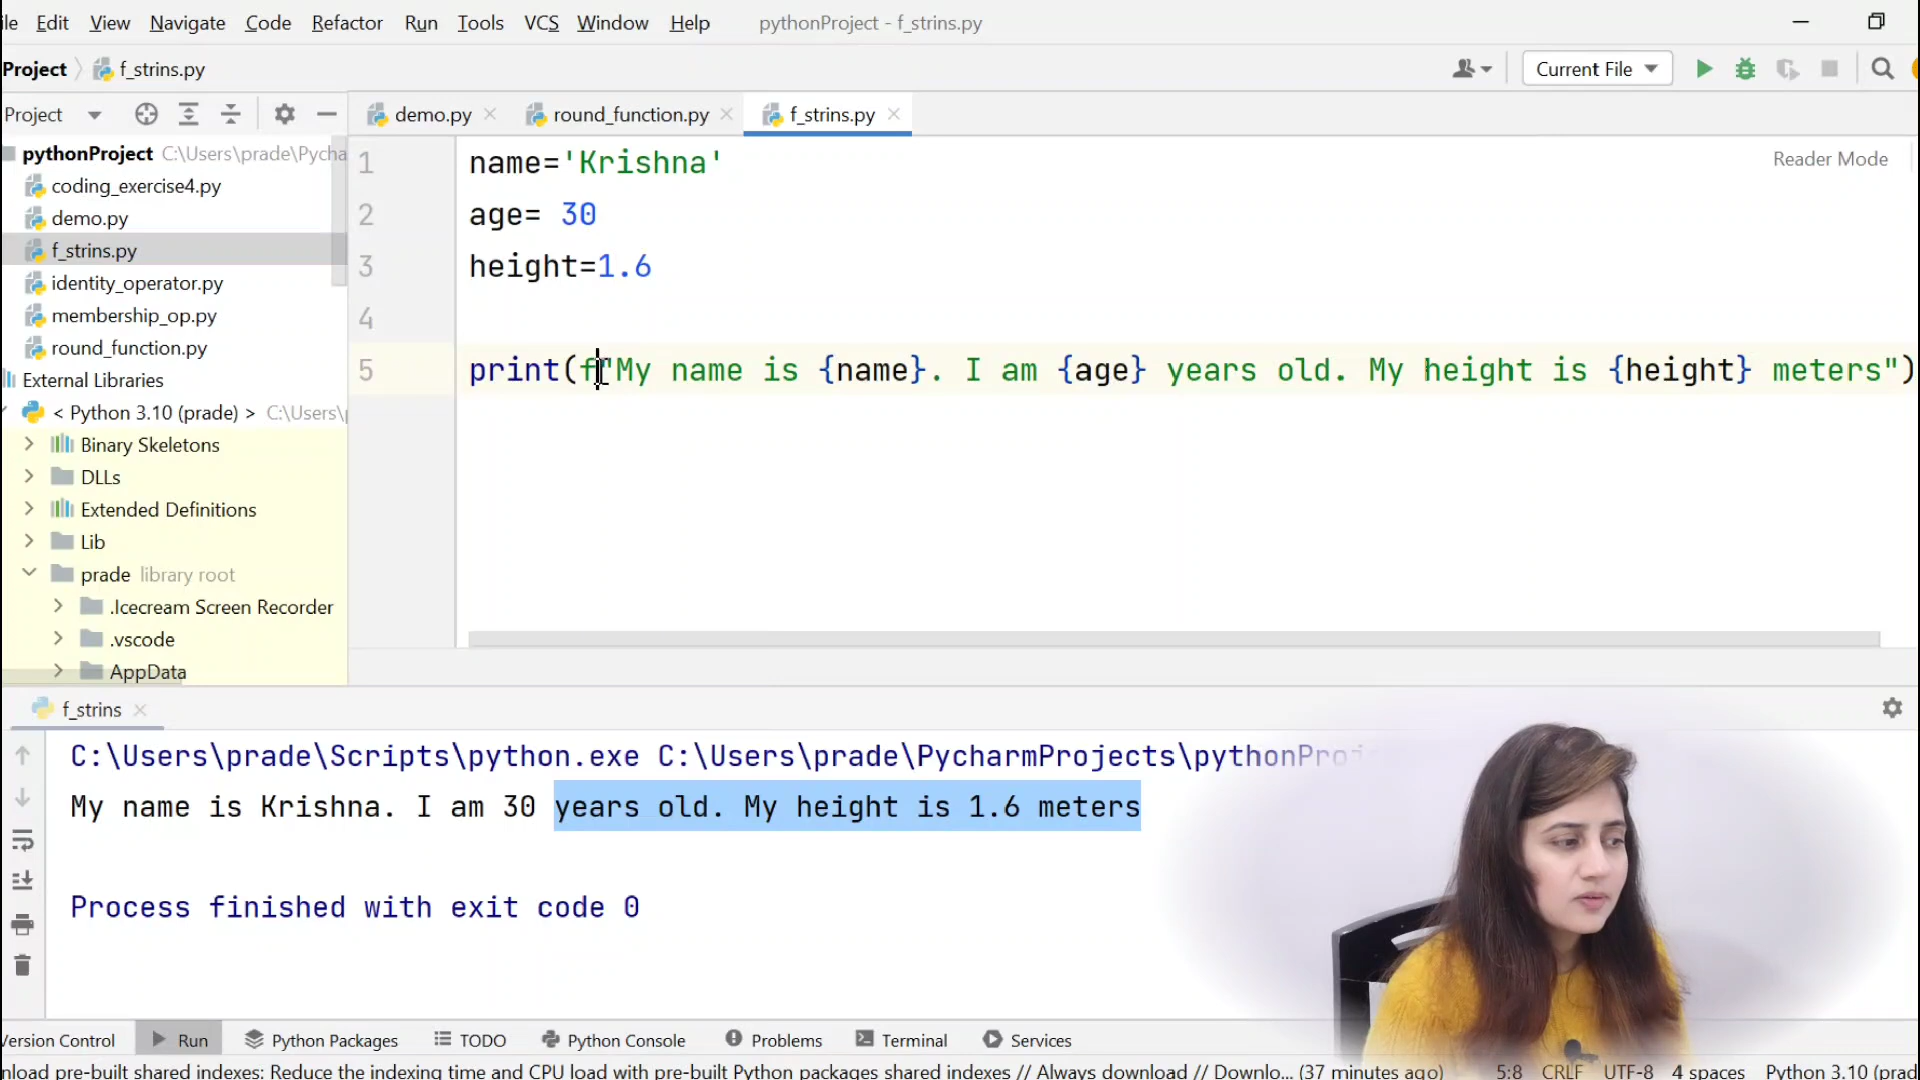 Edit View Navigate Code Refactor Run Tools VCS Window Help pythonProject - f_strins.py
Project f_strins.py Current File
Project demo.py round_function.py f_strins.py
pythonProject C:\Users\prade\Pycha
coding_exercise4.py
demo.py
f_strins.py
identity_operator.py
membership_op.py
round_function.py
External Libraries
< Python 3.10 (prade) > C:\Users\
Binary Skeletons
DLLs
Extended Definitions
Lib
prade library root
.Icecream Screen Recorder
.vscode
AppData
Reader Mode
1 name='Krishna'
2 age= 30
3 height=1.6
4
5 print(f"My name is {name}. I am {age} years old. My height is {height} meters")
f_strins
C:\Users\prade\Scripts\python.exe C:\Users\prade\PycharmProjects\pythonProj
My name is Krishna. I am 30 years old. My height is 1.6 meters
Process finished with exit code 0
Version Control Run Python Packages TODO Python Console Problems Terminal Services
nload pre-built shared indexes: Reduce the indexing time and CPU load with pre-built Python packages shared indexes // Always download // Downlo... (37 minutes ago) 5:8 CRLF UTF-8 4 spaces Python 3.10 (prad